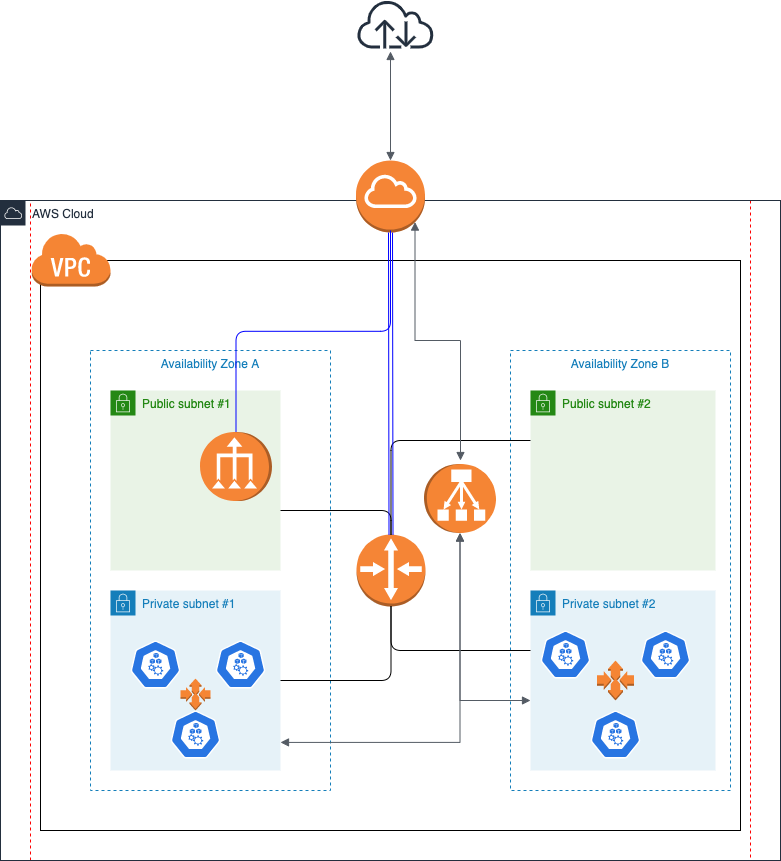 AWS Cloud
VPC
Availability Zone A
Availability Zone B
Public subnet #1
Public subnet #2
Private subnet #1
Private subnet #2